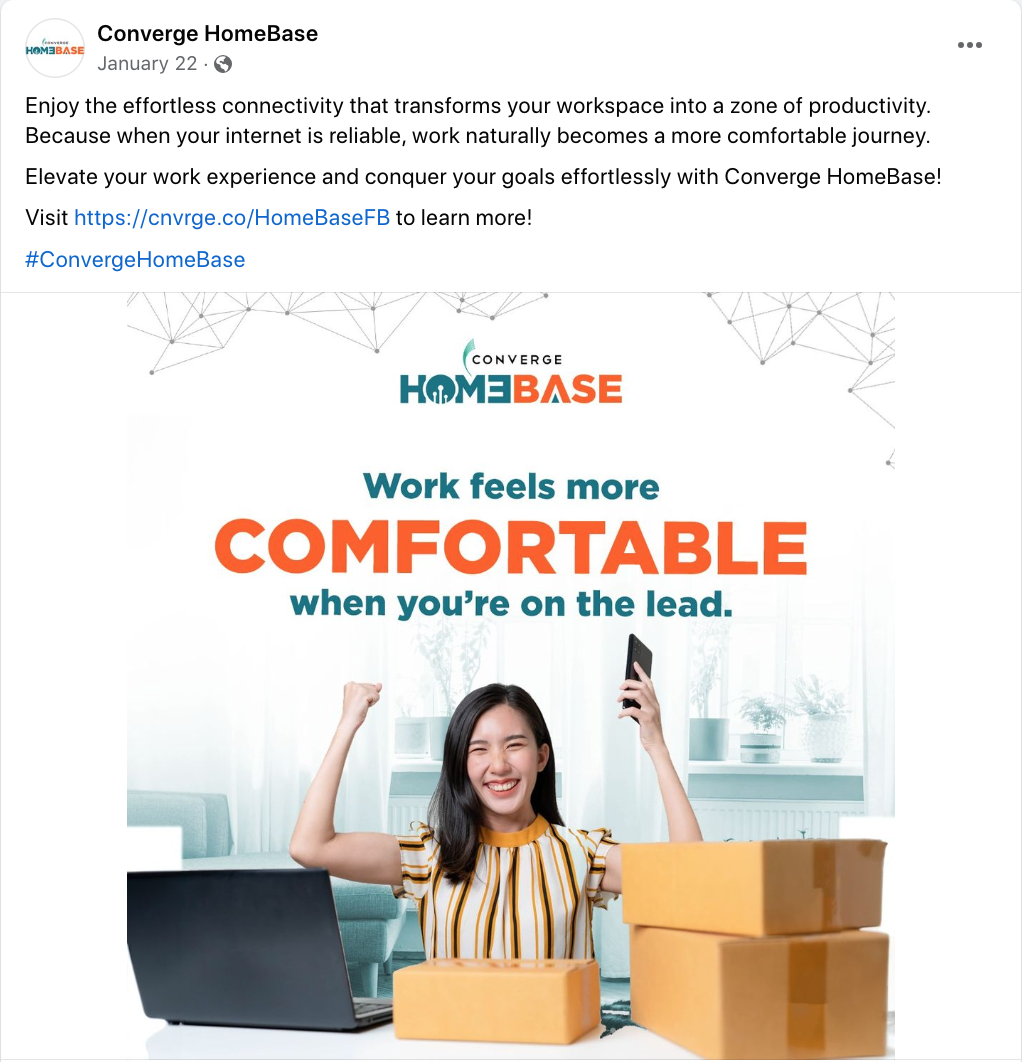 CONVERGE
HOMEBASE
Converge HomeBase
January 22 ·
Enjoy the effortless connectivity that transforms your workspace into a zone of productivity.
Because when your internet is reliable, work naturally becomes a more comfortable journey.
Elevate your work experience and conquer your goals effortlessly with Converge HomeBase!
Visit https://cnvrge.co/HomeBaseFB to learn more!
#ConvergeHomeBase
CONVERGE
HOMEBASE
Work feels more
COMFORTABLE
when you’re on the lead.